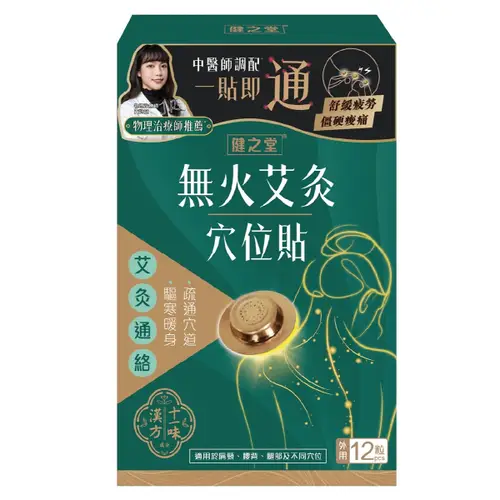 中醫師調配
一貼即
通
舒緩疲勞
僵硬痠痛
物理治療師推薦
健之堂
無火艾灸
穴位貼
艾灸通絡
疏通穴道
驅寒暖身
十一味
漢方
適用於肩頸、腰背、腿部及不同穴位
外用
12粒
pcs